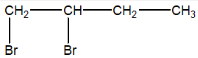 CH₂ CH CH₂ CH₃
Br Br